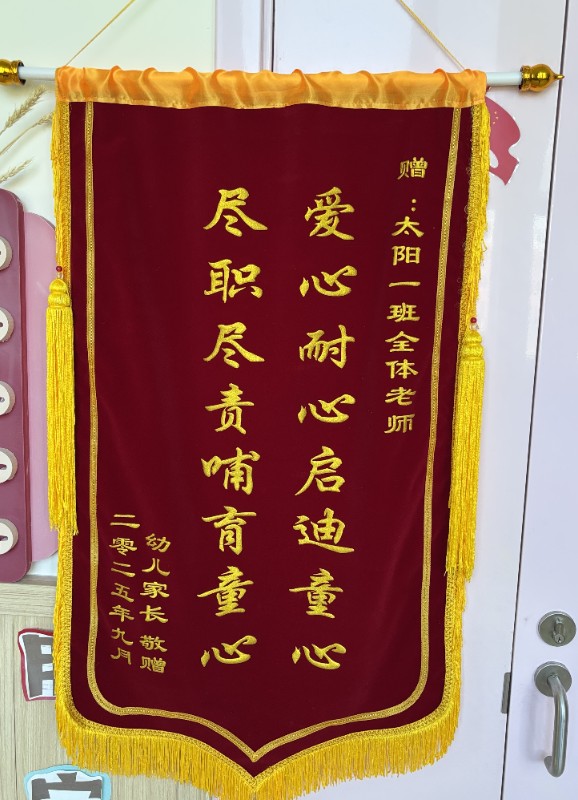 赠：太阳一班全体老师
爱心耐心启迪童心
尽职尽责哺育童心
幼儿家长 敬赠
二零二五年九月